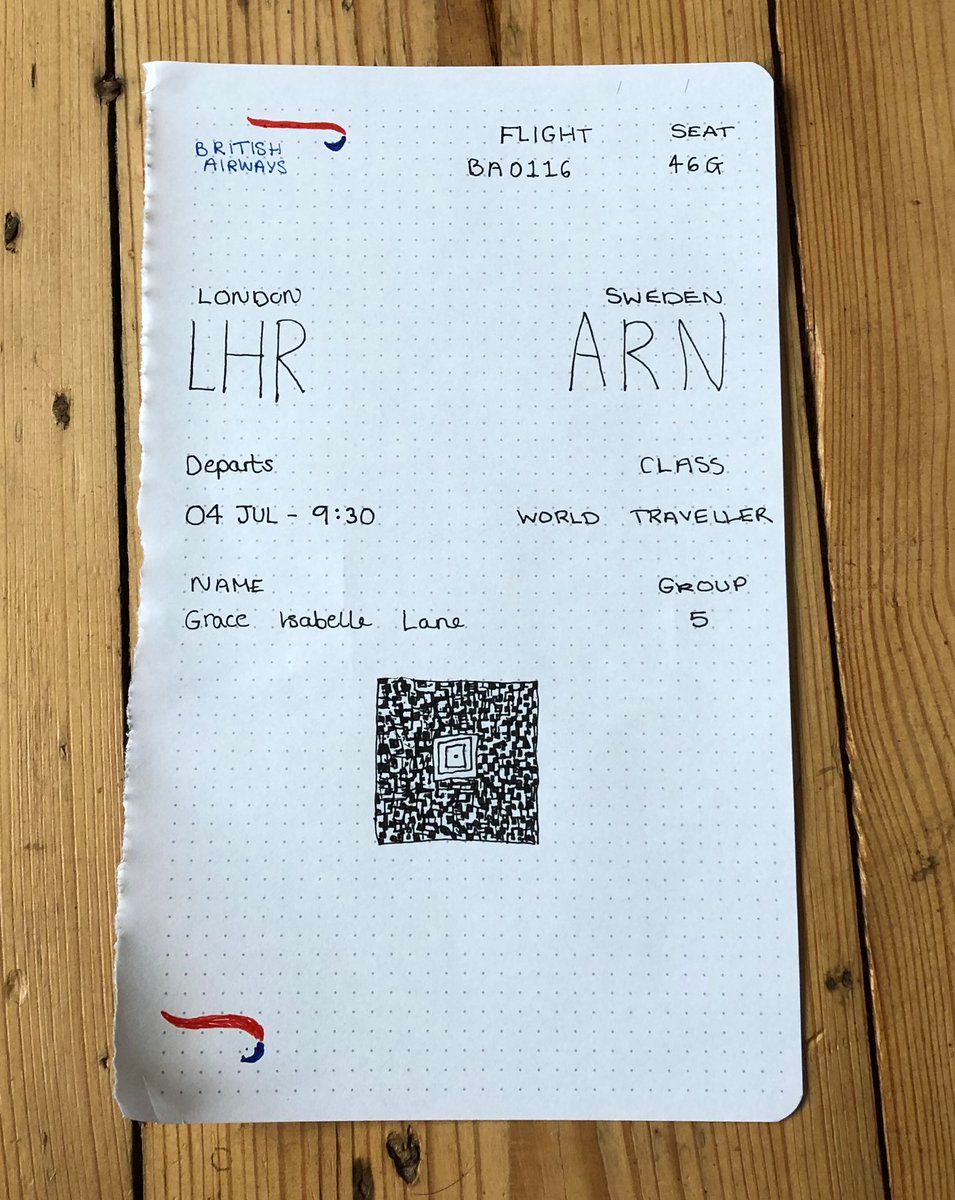 BRITISH
AIRWAYS
FLIGHT SEAT
BA0116 46G
LONDON SWEDEN
LHR ARN
Departs CLASS
04 JUL - 9:30 WORLD TRAVELLER
NAME GROUP
Grace Isabelle Lane 5